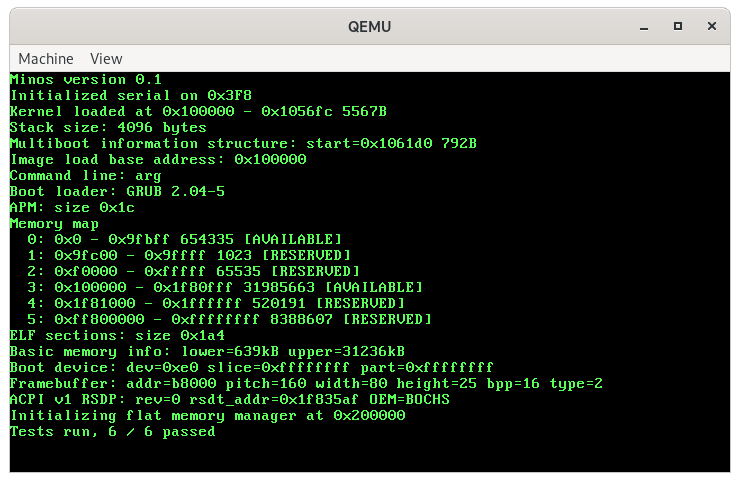 QEMU
Machine View
Minos version 0.1
Initialized serial on 0x3F8
Kernel loaded at 0x100000 - 0x1056fc 5567B
Stack size: 4096 bytes
Multiboot information structure: start=0x1061d0 792B
Image load base address: 0x100000
Command line: arg
Boot loader: GRUB 2.04-5
APM: size 0x1c
Memory map
  0: 0x0 - 0x9fbff 654335 [AVAILABLE]
  1: 0x9fc00 - 0x9ffff 1023 [RESERVED]
  2: 0xf0000 - 0xfffff 65535 [RESERVED]
  3: 0x100000 - 0x1f80fff 31985663 [AVAILABLE]
  4: 0x1f81000 - 0x1ffffff 520191 [RESERVED]
  5: 0xff800000 - 0xffffffff 8388607 [RESERVED]
ELF sections: size 0x1a4
Basic memory info: lower=639kB upper=31236kB
Boot device: dev=0xe0 slice=0xffffffff part=0xffffffff
Framebuffer: addr=b8000 pitch=160 width=80 height=25 bpp=16 type=2
ACPI v1 RSDP: rev=0 rsdt_addr=0x1f835af OEM=BOCHS
Initializing flat memory manager at 0x200000
Tests run, 6 / 6 passed